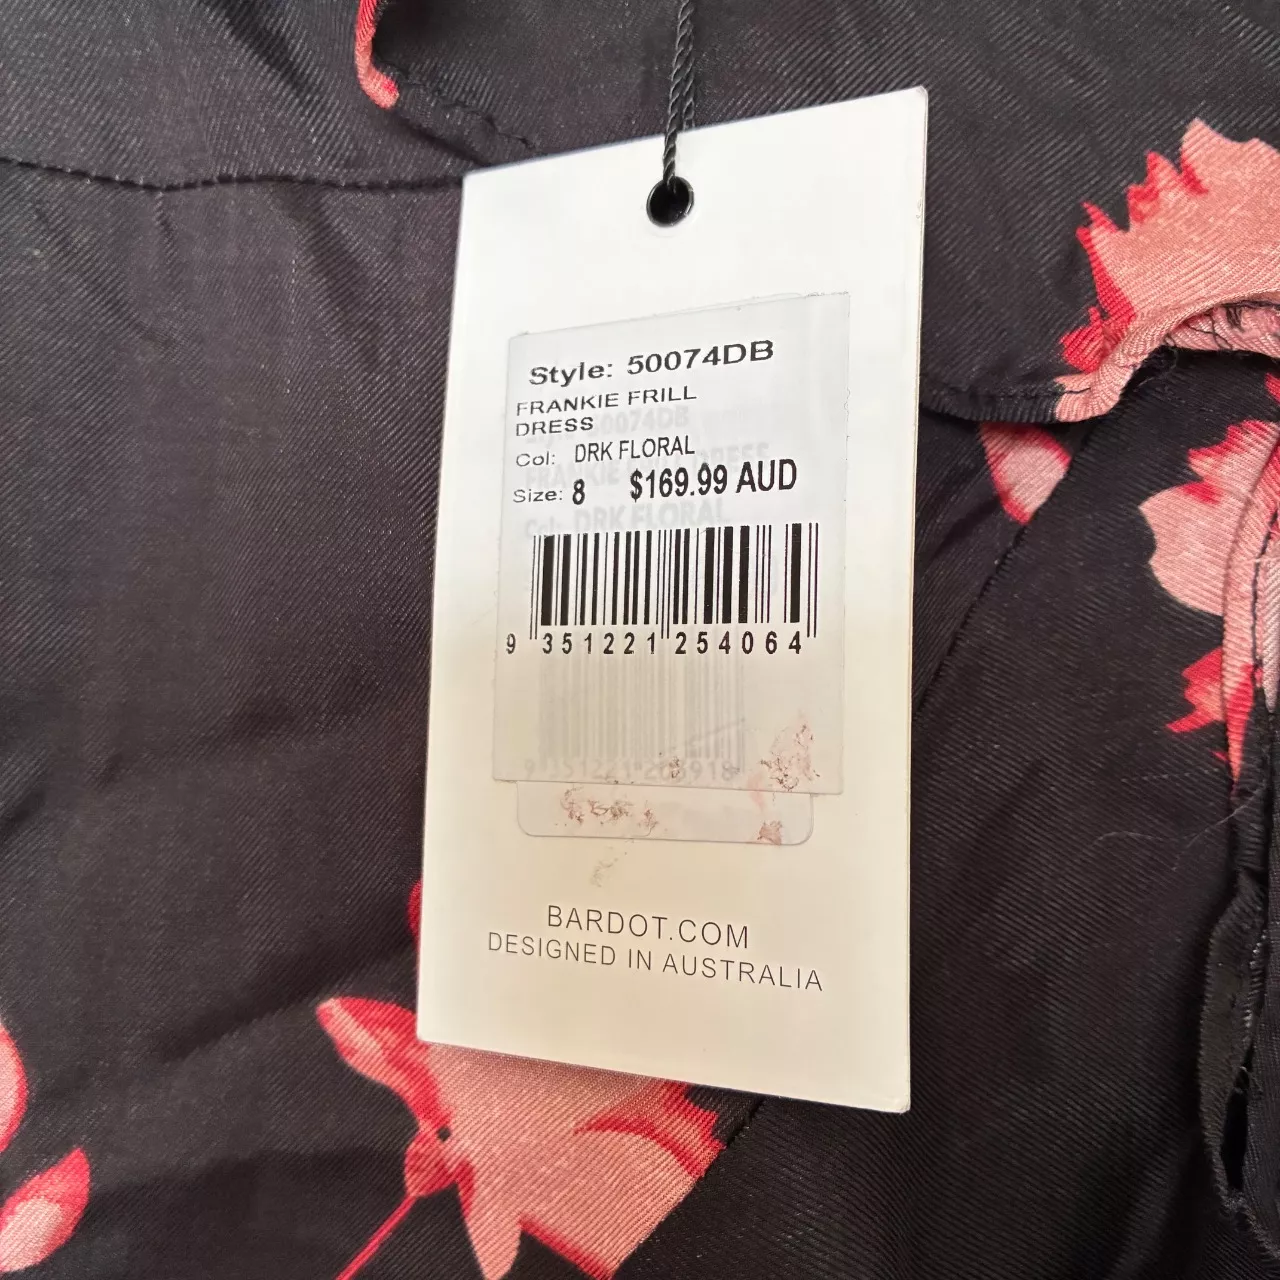 Style: 50074DB
FRANKIE FRILL
DRESS
Col: DRK FLORAL
Size: 8 $169.99 AUD
9 351221 254064
BARDOT.COM
DESIGNED IN AUSTRALIA